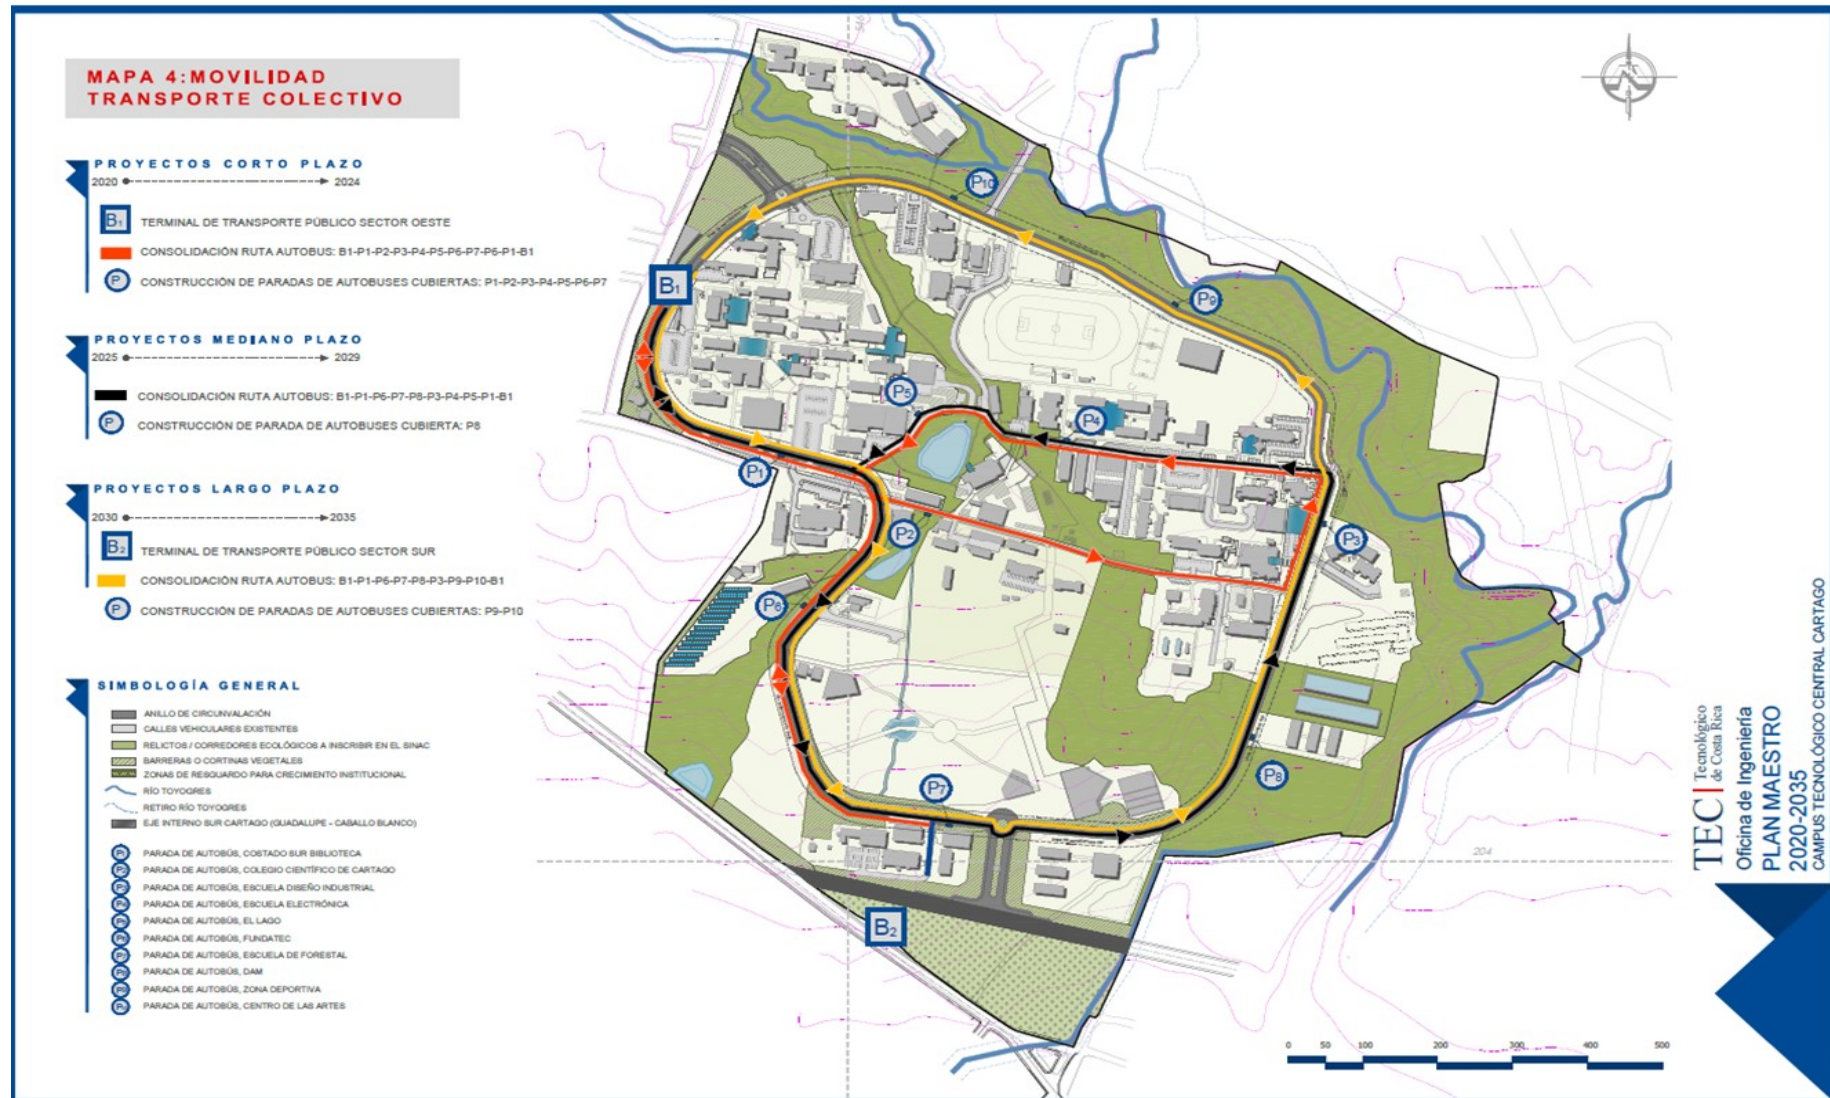 MAPA 4:MOVILIDAD
TRANSPORTE COLECTIVO
PROYECTOS CORTO PLAZO
2020 2024
B1 TERMINAL DE TRANSPORTE PÚBLICO SECTOR OESTE
CONSOLIDACIÓN RUTA AUTOBUS: B1-P1-P2-P3-P4-P5-P6-P7-P6-P1-B1
P CONSTRUCCIÓN DE PARADAS DE AUTOBUSES CUBIERTAS: P1-P2-P3-P4-P5-P6-P7
PROYECTOS MEDIANO PLAZO
2025 2029
CONSOLIDACIÓN RUTA AUTOBUS: B1-P1-P6-P7-P8-P3-P4-P5-P1-B1
P CONSTRUCCIÓN DE PARADA DE AUTOBUSES CUBIERTA: P8
PROYECTOS LARGO PLAZO
2030 2035
B2 TERMINAL DE TRANSPORTE PÚBLICO SECTOR SUR
CONSOLIDACIÓN RUTA AUTOBUS: B1-P1-P6-P7-P8-P3-P9-P10-B1
P CONSTRUCCIÓN DE PARADAS DE AUTOBUSES CUBIERTAS: P9-P10
SIMBOLOGÍA GENERAL
ANILLO DE CIRCUNVALACIÓN
CALLES VEHICULARES EXISTENTES
RELICTOS / CORREDORES ECOLÓGICOS A INSCRIBIR EN EL SINAC
BARRERAS O CORTINAS VEGETALES
ZONAS DE RESGUARDO PARA CRECIMIENTO INSTITUCIONAL
RÍO TOYOGRES
RETIRO RÍO TOYOGRES
EJE INTERNO SUR CARTAGO (GUADALUPE - CABALLO BLANCO)
P1 PARADA DE AUTOBÚS, COSTADO SUR BIBLIOTECA
P2 PARADA DE AUTOBÚS, COLEGIO CIENTÍFICO DE CARTAGO
P3 PARADA DE AUTOBÚS, ESCUELA DISEÑO INDUSTRIAL
P4 PARADA DE AUTOBÚS, ESCUELA ELECTRÓNICA
P5 PARADA DE AUTOBÚS, EL LAGO
P6 PARADA DE AUTOBÚS, FUNDATEC
P7 PARADA DE AUTOBÚS, ESCUELA DE FORESTAL
P8 PARADA DE AUTOBÚS, DAM
P9 PARADA DE AUTOBÚS, ZONA DEPORTIVA
PARADA DE AUTOBÚS, CENTRO DE LAS ARTES
P10
B1
P9
P5
P4
P1
P2
P3
P6
P8
P7
B2
204
0 50 100 200 300 400 500
TEC | Tecnológico
de Costa Rica
Oficina de Ingeniería
PLAN MAESTRO
2020-2035
CAMPUS TECNOLÓGICO CENTRAL CARTAGO